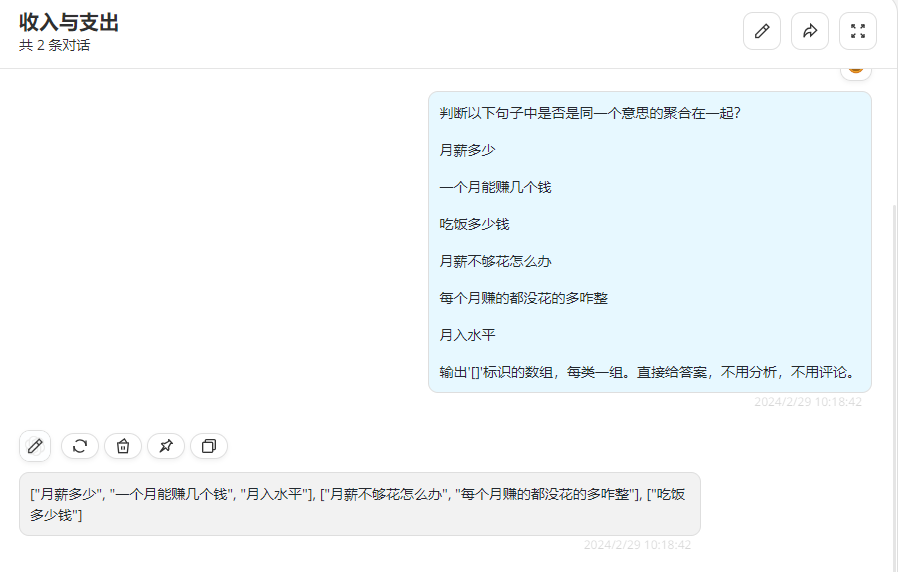 收入与支出
共 2 条对话
判断以下句子中是否是同一个意思的聚合在一起？
月薪多少
一个月能赚几个钱
吃饭多少钱
月薪不够花怎么办
每个月赚的都没花的多咋整
月入水平
输出'[]'标识的数组，每类一组。直接给答案，不用分析，不用评论。
2024/2/29 10:18:42
["月薪多少", "一个月能赚几个钱", "月入水平"], ["月薪不够花怎么办", "每个月赚的都没花的多咋整"], ["吃饭
多少钱"]
2024/2/29 10:18:42